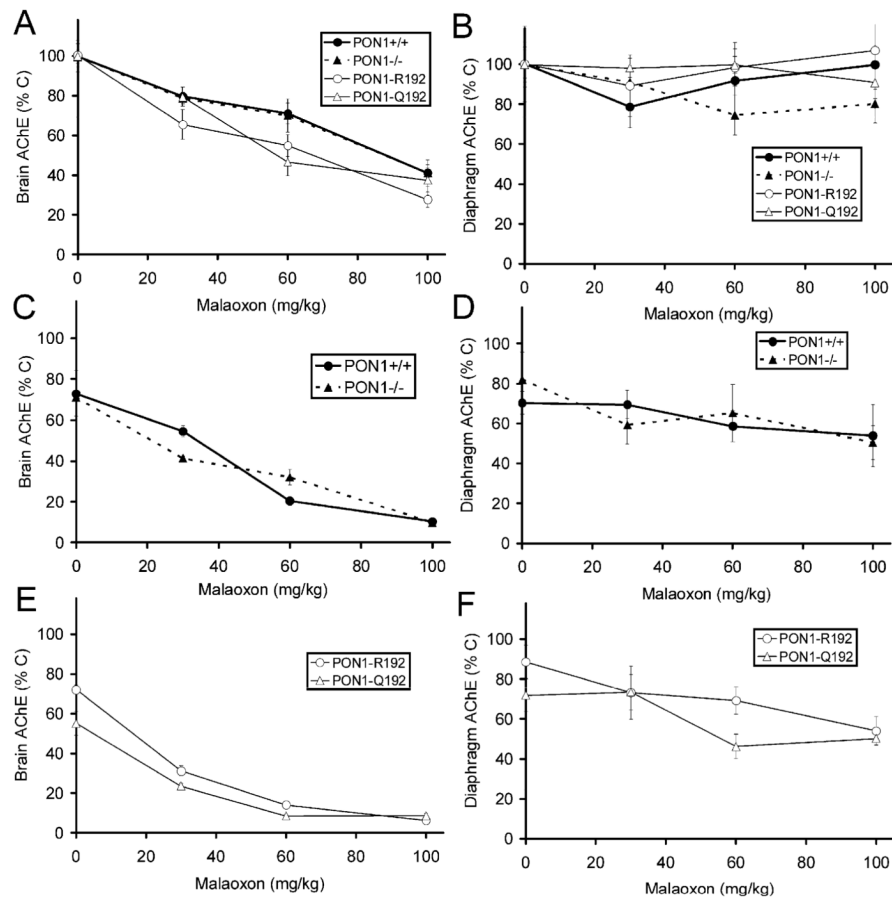 A
Brain AChE (% C)
100
80
60
40
20
0
0 20 40 60 80 100
Malaoxon (mg/kg)
PON1+/+
PON1-/-
PON1-R192
PON1-Q192
B
Diaphragm AChE (% C)
100
80
60
40
20
0
0 20 40 60 80 100
Malaoxon (mg/kg)
PON1+/+
PON1-/-
PON1-R192
PON1-Q192
C
Brain AChE (% C)
100
80
60
40
20
0
0 20 40 60 80 100
Malaoxon (mg/kg)
PON1+/+
PON1-/-
D
Diaphragm AChE (% C)
100
80
60
40
20
0
0 20 40 60 80 100
Malaoxon (mg/kg)
PON1+/+
PON1-/-
E
Brain AChE (% C)
100
80
60
40
20
0
0 20 40 60 80 100
Malaoxon (mg/kg)
PON1-R192
PON1-Q192
F
Diaphragm AChE (% C)
100
80
60
40
20
0
0 20 40 60 80 100
Malaoxon (mg/kg)
PON1-R192
PON1-Q192